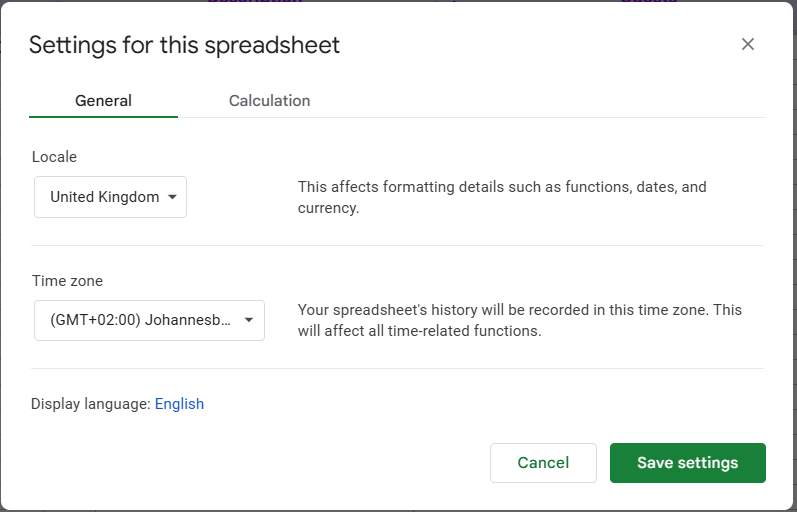 Settings for this spreadsheet
General
Calculation
Locale
United Kingdom
This affects formatting details such as functions, dates, and
currency.
Time zone
(GMT+02:00) Johannesb...
Your spreadsheet's history will be recorded in this time zone. This
will affect all time-related functions.
Display language: English
Cancel
Save settings